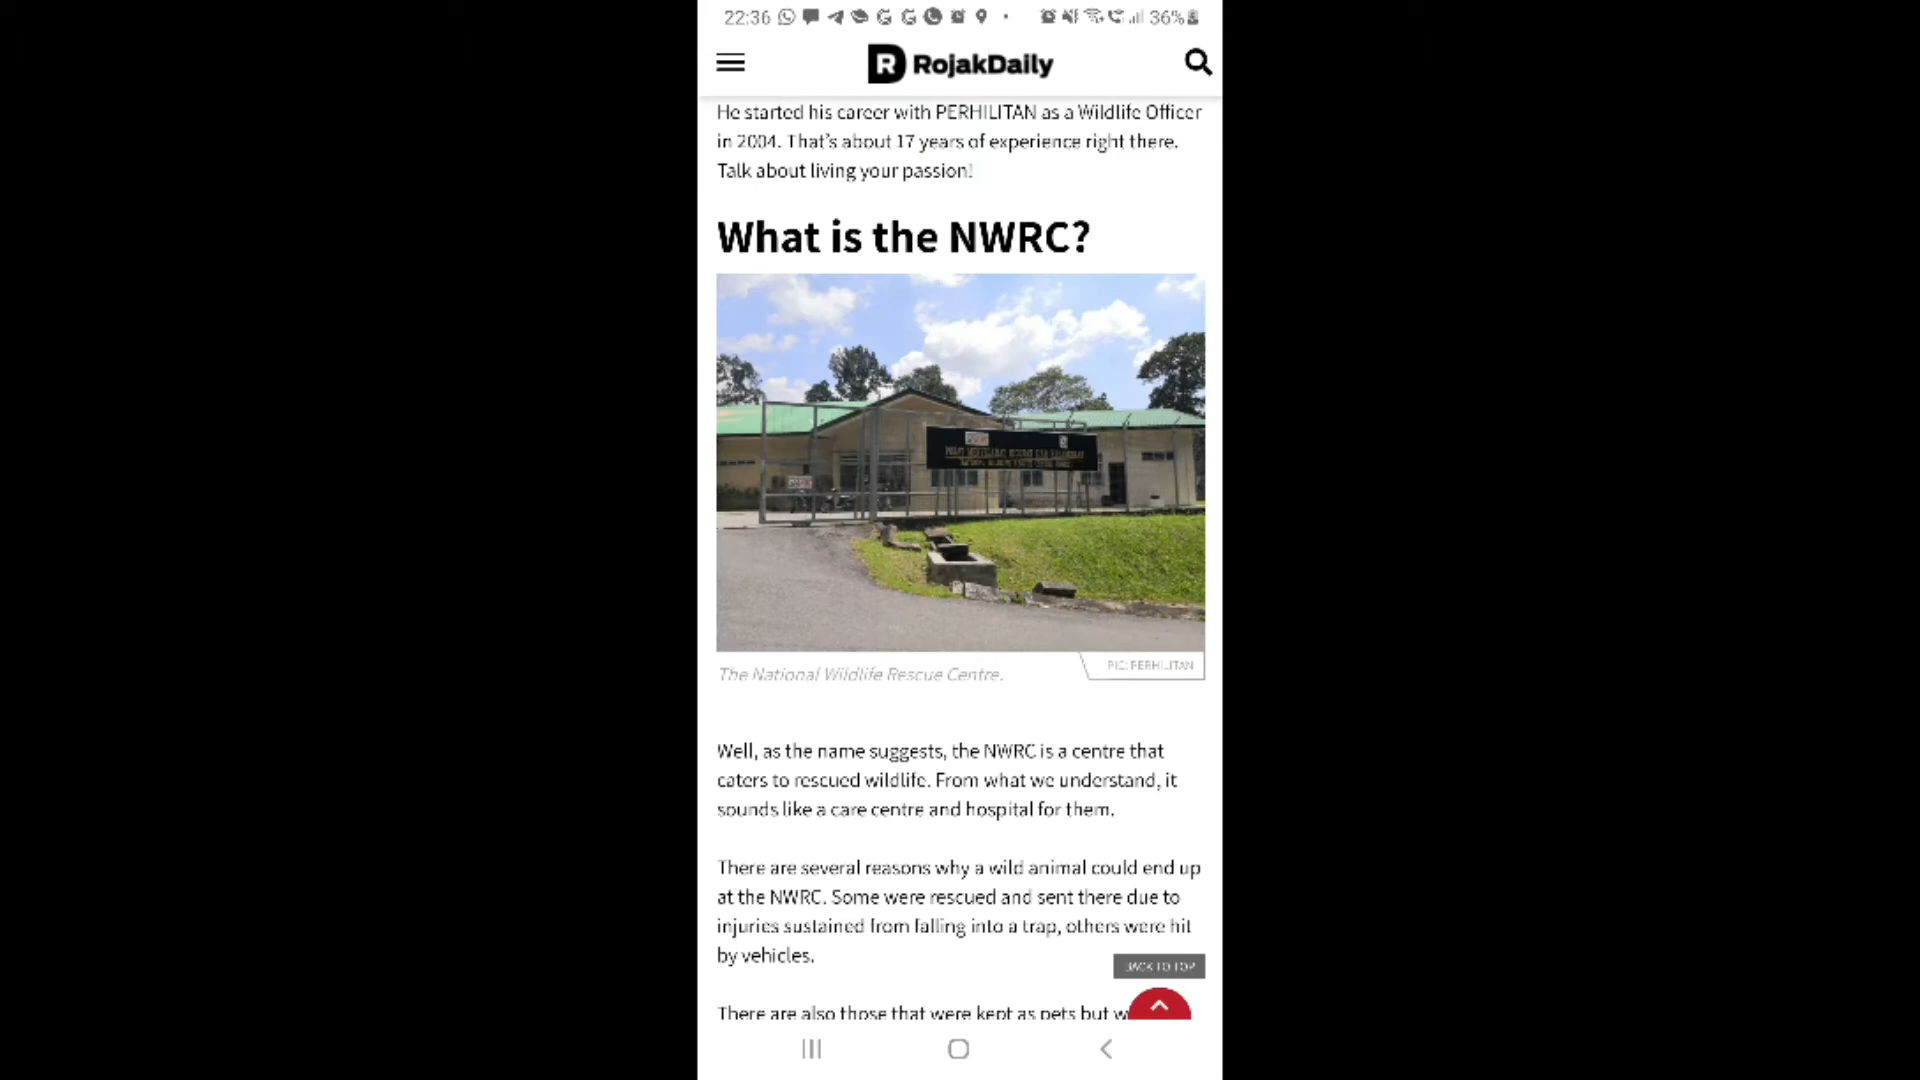 22:36
36%
RojakDaily
He started his career with PERHILITAN as a Wildlife Officer
in 2004. That's about 17 years of experience right there.
Talk about living your passion!
What is the NWRC?
The National Wildlife Rescue Centre.
PIC: PERHILITAN
Well, as the name suggests, the NWRC is a centre that
caters to rescued wildlife. From what we understand, it
sounds like a care centre and hospital for them.
There are several reasons why a wild animal could end up
at the NWRC. Some were rescued and sent there due to
injuries sustained from falling into a trap, others were hit
by vehicles.
BACK TO TOP
There are also those that were kept as pets but w